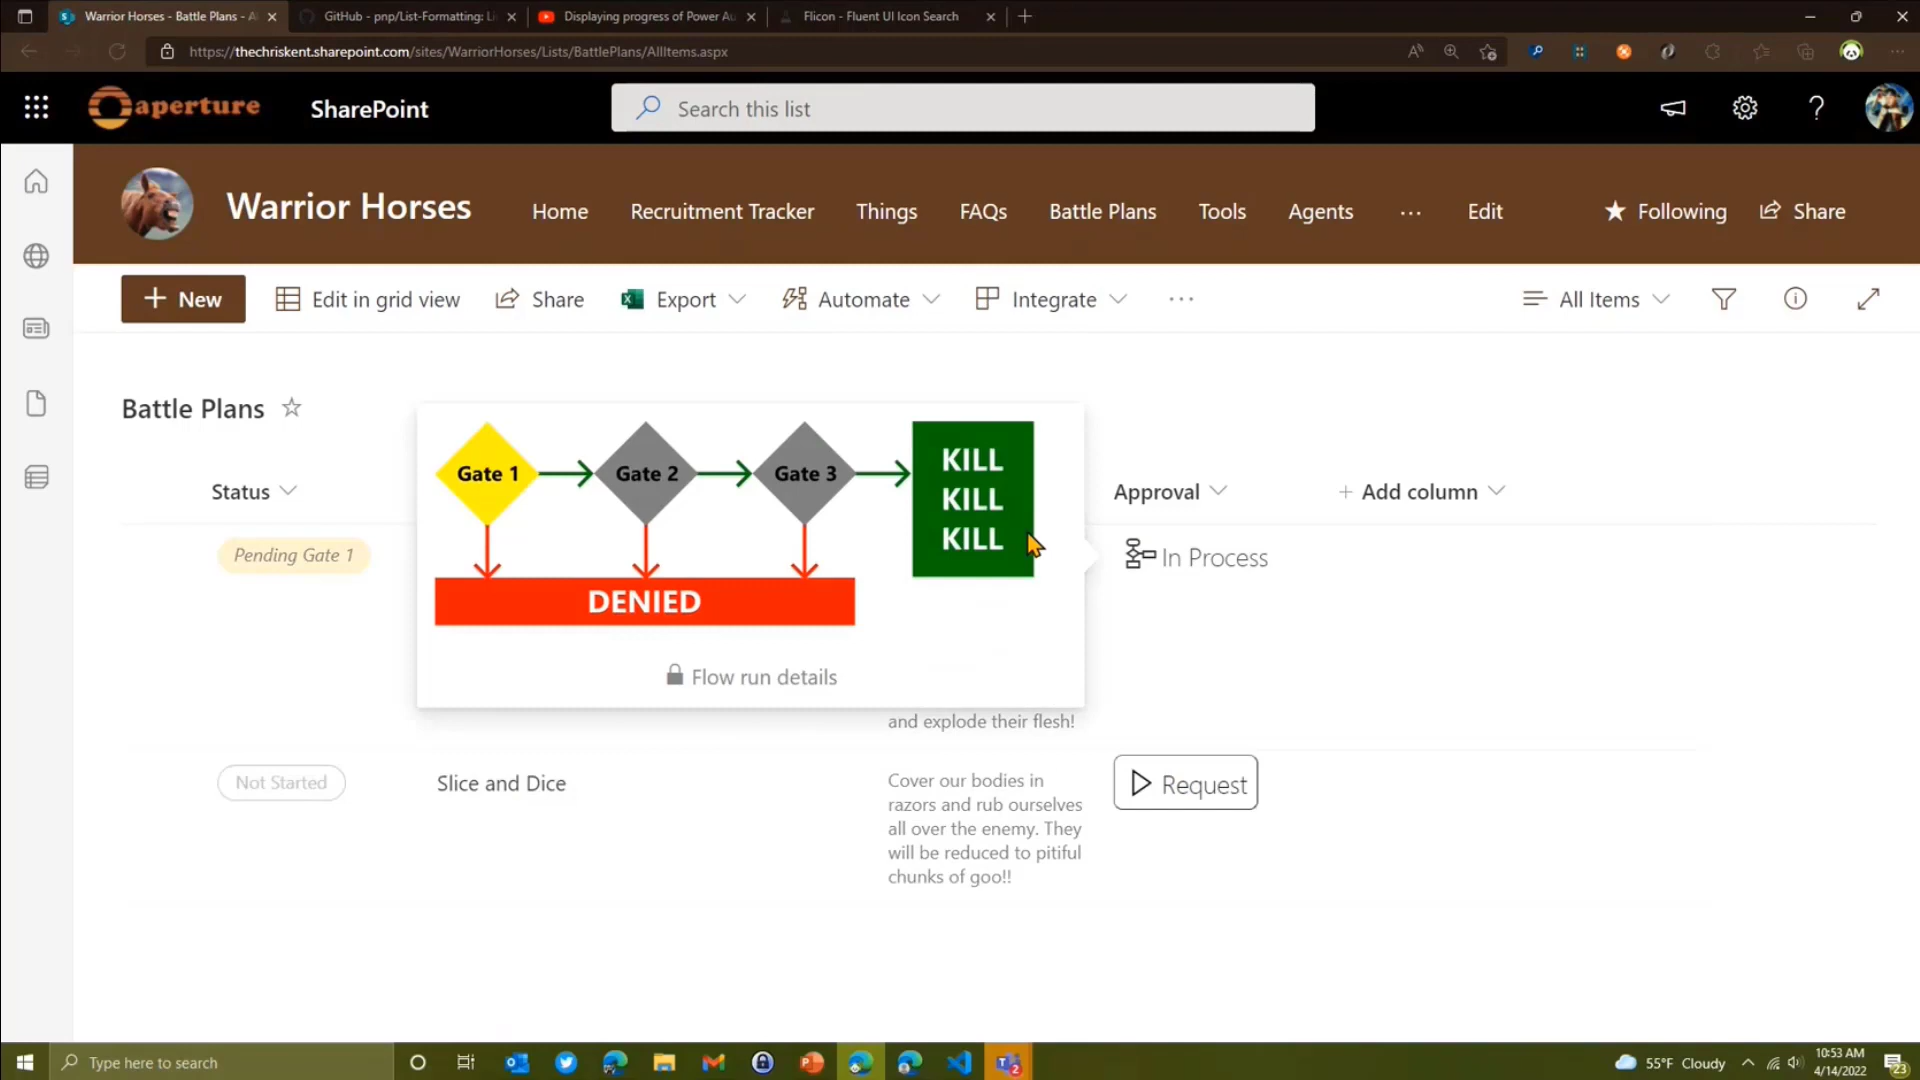 Warrior Horses - Battle Plans - A
GitHub - pnp/List-Formatting: Li
Displaying progress of Power Au
Flicon - Fluent UI Icon Search
https://thechriskent.sharepoint.com/sites/WarriorHorses/Lists/BattlePlans/AllItems.aspx
aperture
SharePoint
Search this list
Warrior Horses
Home
Recruitment Tracker
Things
FAQs
Battle Plans
Tools
Agents
...
Edit
Following
Share
New
Edit in grid view
Share
Export
Automate
Integrate
...
All Items
Battle Plans
Status
Approval
+ Add column
Gate 1
Gate 2
Gate 3
KILL
KILL
KILL
DENIED
Flow run details
Pending Gate 1
In Process
and explode their flesh!
Not Started
Slice and Dice
Cover our bodies in
razors and rub ourselves
all over the enemy. They
will be reduced to pitiful
chunks of goo!!
Request
Type here to search
55°F Cloudy
10:53 AM
4/14/2022
23